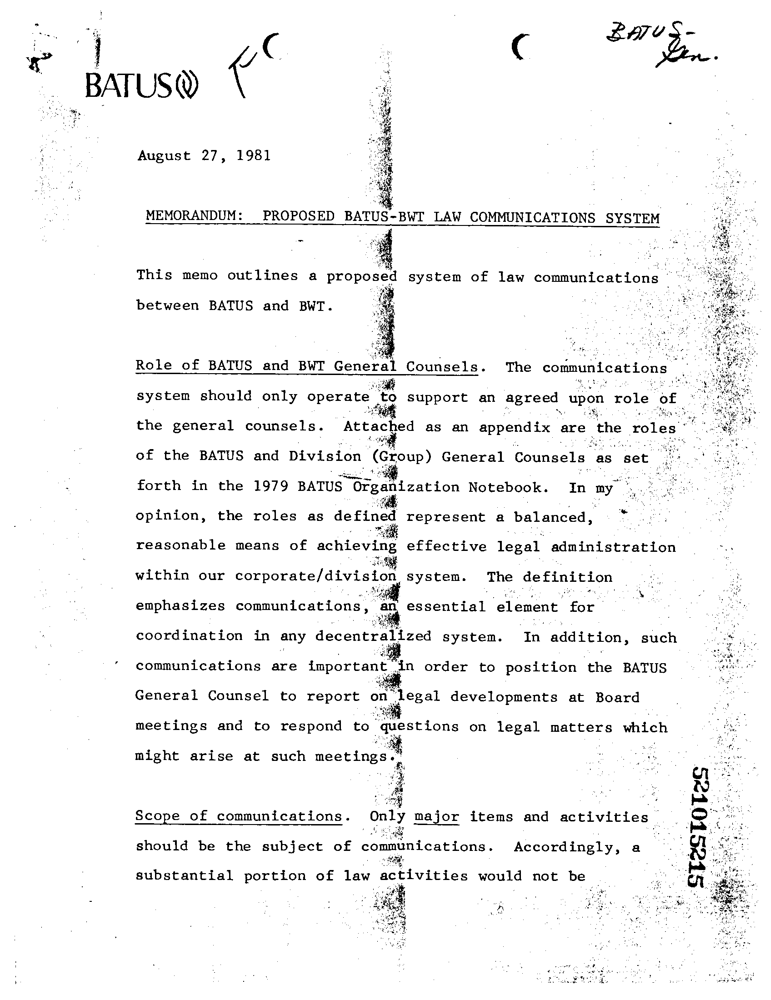 BATUS-
Gen.
BATUS
August 27, 1981
MEMORANDUM: PROPOSED BATUS-BWT LAW COMMUNICATIONS SYSTEM
This memo outlines a proposed system of law communications
between BATUS and BWT.
Role of BATUS and BWT General Counsels. The communications
system should only operate to support an agreed upon role of
the general counsels. Attached as an appendix are the roles
of the BATUS and Division (Group) General Counsels as set
forth in the 1979 BATUS Organization Notebook. In my
opinion, the roles as defined represent a balanced,
reasonable means of achieving effective legal administration
within our corporate/division system. The definition
emphasizes communications, an essential element for
coordination in any decentralized system. In addition, such
communications are important in order to position the BATUS
General Counsel to report on legal developments at Board
meetings and to respond to questions on legal matters which
might arise at such meetings.
Scope of communications. Only major items and activities
should be the subject of communications. Accordingly, a
substantial portion of law activities would not be
521015215